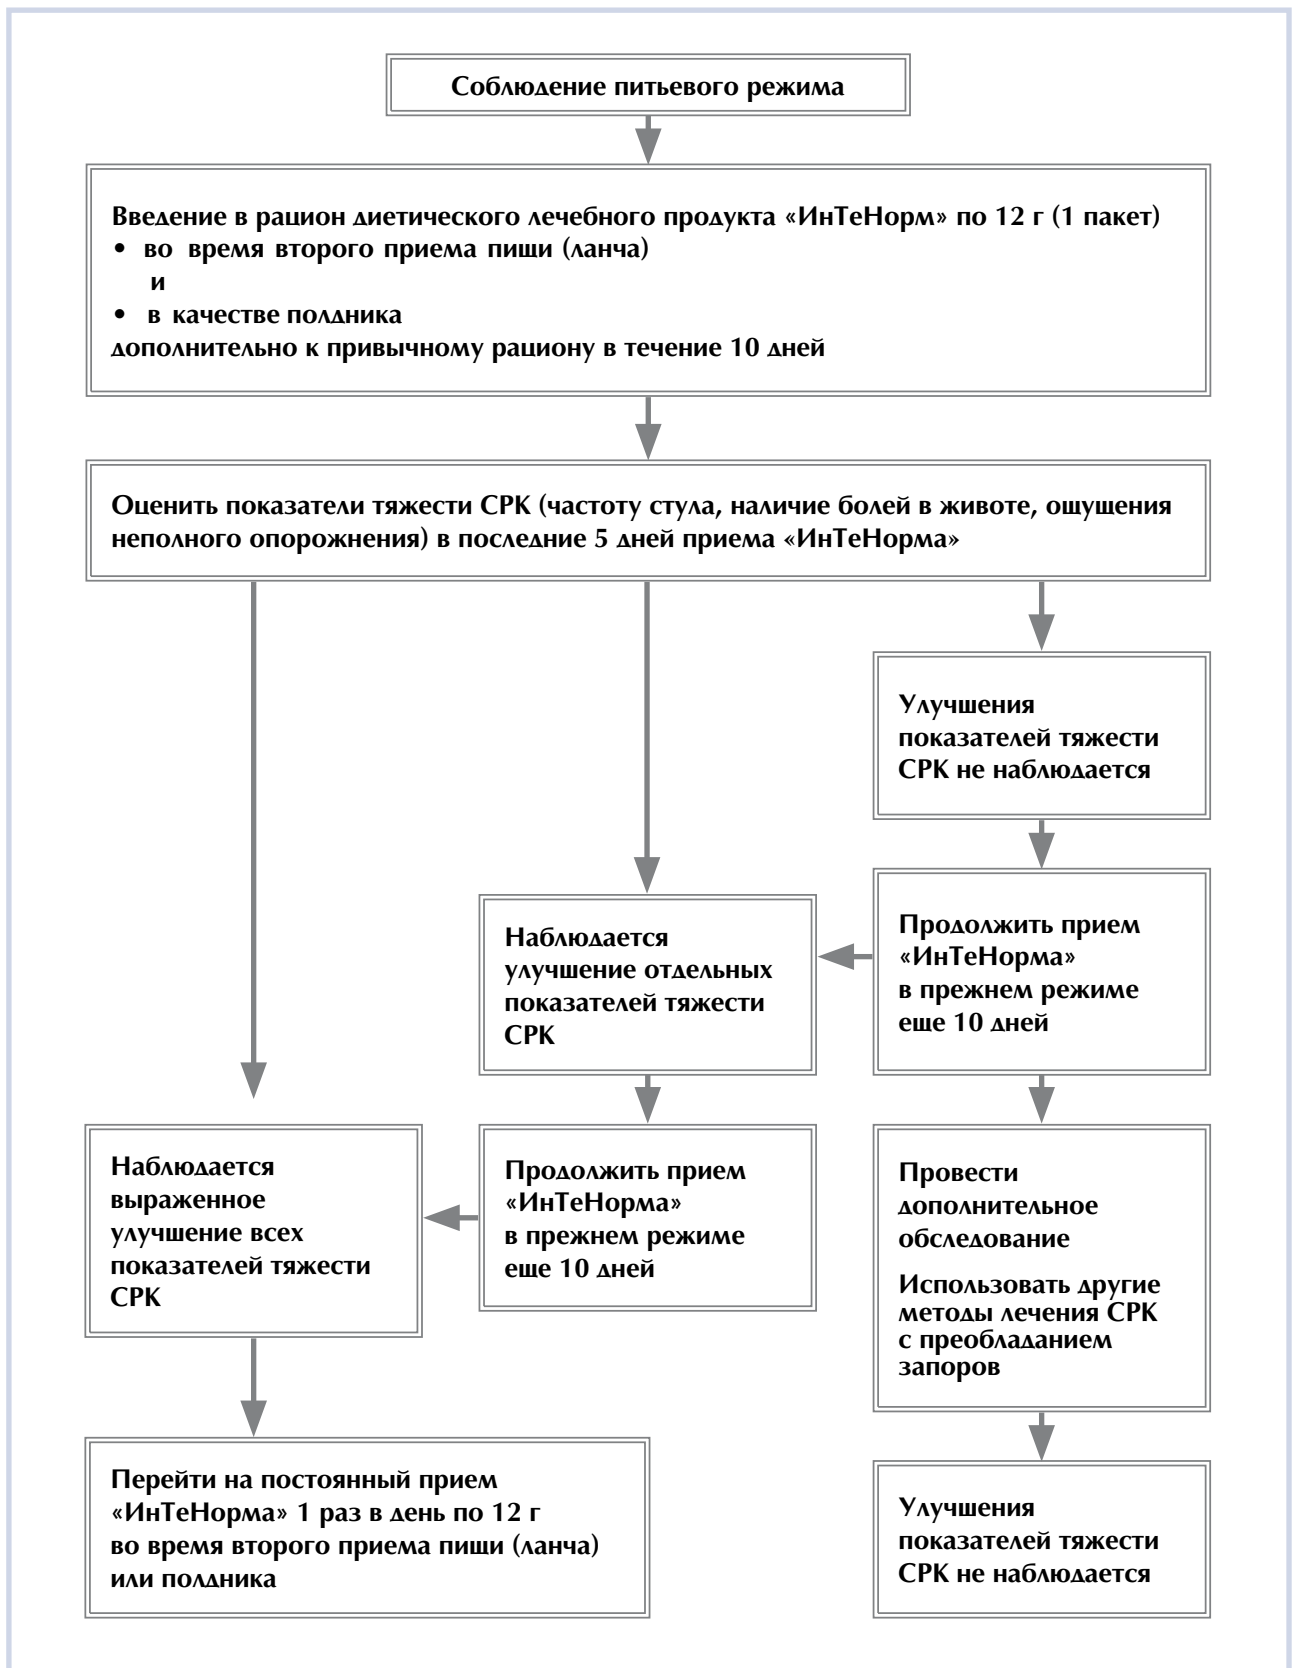 Соблюдение питьевого режима
Введение в рацион диетического лечебного продукта «ИнТеНорм» по 12 г (1 пакет)
• во время второго приема пищи (ланча)
и
• в качестве полдника
дополнительно к привычному рациону в течение 10 дней
Оценить показатели тяжести СРК (частоту стула, наличие болей в животе, ощушения
неполного опорожнения) в последние 5 дней приема «ИнТеНорма»
Улучшения
показателей тяжести
СРК не наблюдается
Продолжить прием
«ИнТеНорма»
в прежнем режиме
еще 10 дней
Наблюдается
улучшение отдельных
показателей тяжести
СРК
Наблюдается
выраженное
улучшение всех
показателей тяжести
СРК
Продолжить прием
«ИнТеНорма»
в прежнем режиме
еще 10 дней
Провести
дополнительное
обследование
Использовать другие
методы лечения СРК
с преобладанием
запоров
Перейти на постоянный прием
«ИнТеНорма» 1 раз в день по 12 г
во время второго приема пищи (ланча)
или полдника
Улучшения
показателей тяжести
СРК не наблюдается